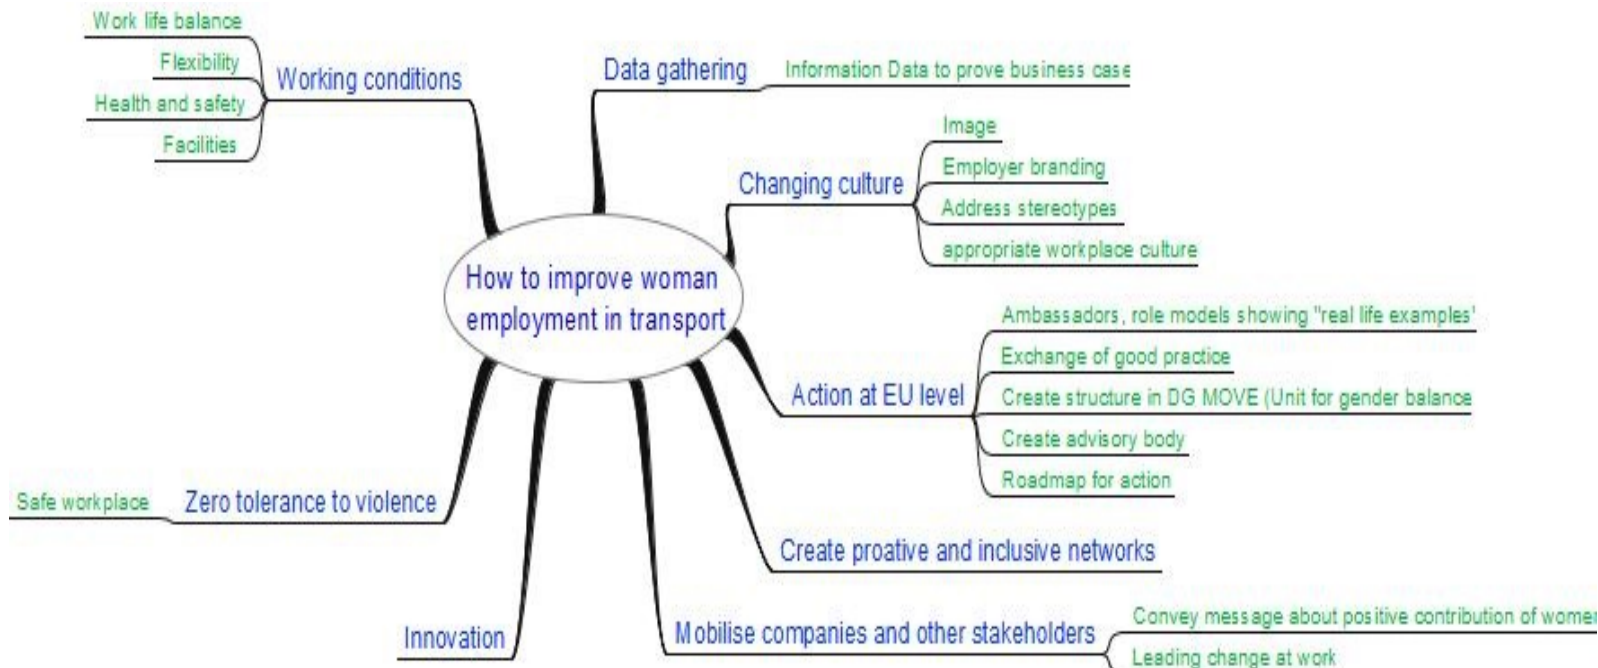 Work life balance
Flexibility
Health and safety
Facilities
Working conditions
Data gathering
Information Data to prove business case
Changing culture
Image
Employer branding
Address stereotypes
appropriate workplace culture
How to improve woman
employment in transport
Action at EU level
Ambassadors, role models showing "real life examples'
Exchange of good practice
Create structure in DG MOVE (Unit for gender balance
Create advisory body
Roadmap for action
Safe workplace
Zero tolerance to violence
Create proative and inclusive networks
Innovation
Mobilise companies and other stakeholders
Convey message about positive contribution of women
Leading change at work